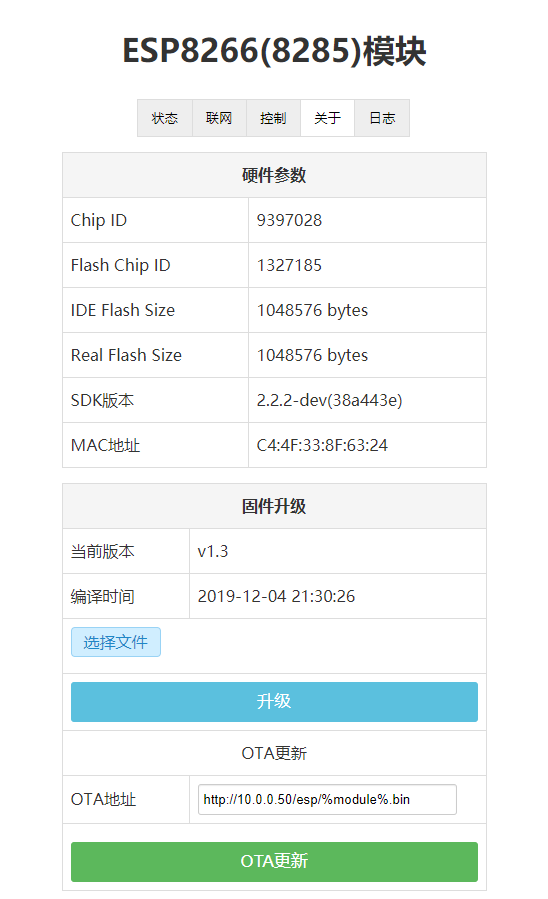 ESP8266(8285)模块
状态 联网 控制 关于 日志
硬件参数
Chip ID 9397028
Flash Chip ID 1327185
IDE Flash Size 1048576 bytes
Real Flash Size 1048576 bytes
SDK版本 2.2.2-dev(38a443e)
MAC地址 C4:4F:33:8F:63:24
固件升级
当前版本 v1.3
编译时间 2019-12-04 21:30:26
选择文件
升级
OTA更新
OTA地址 http://10.0.0.50/esp/%module%.bin
OTA更新